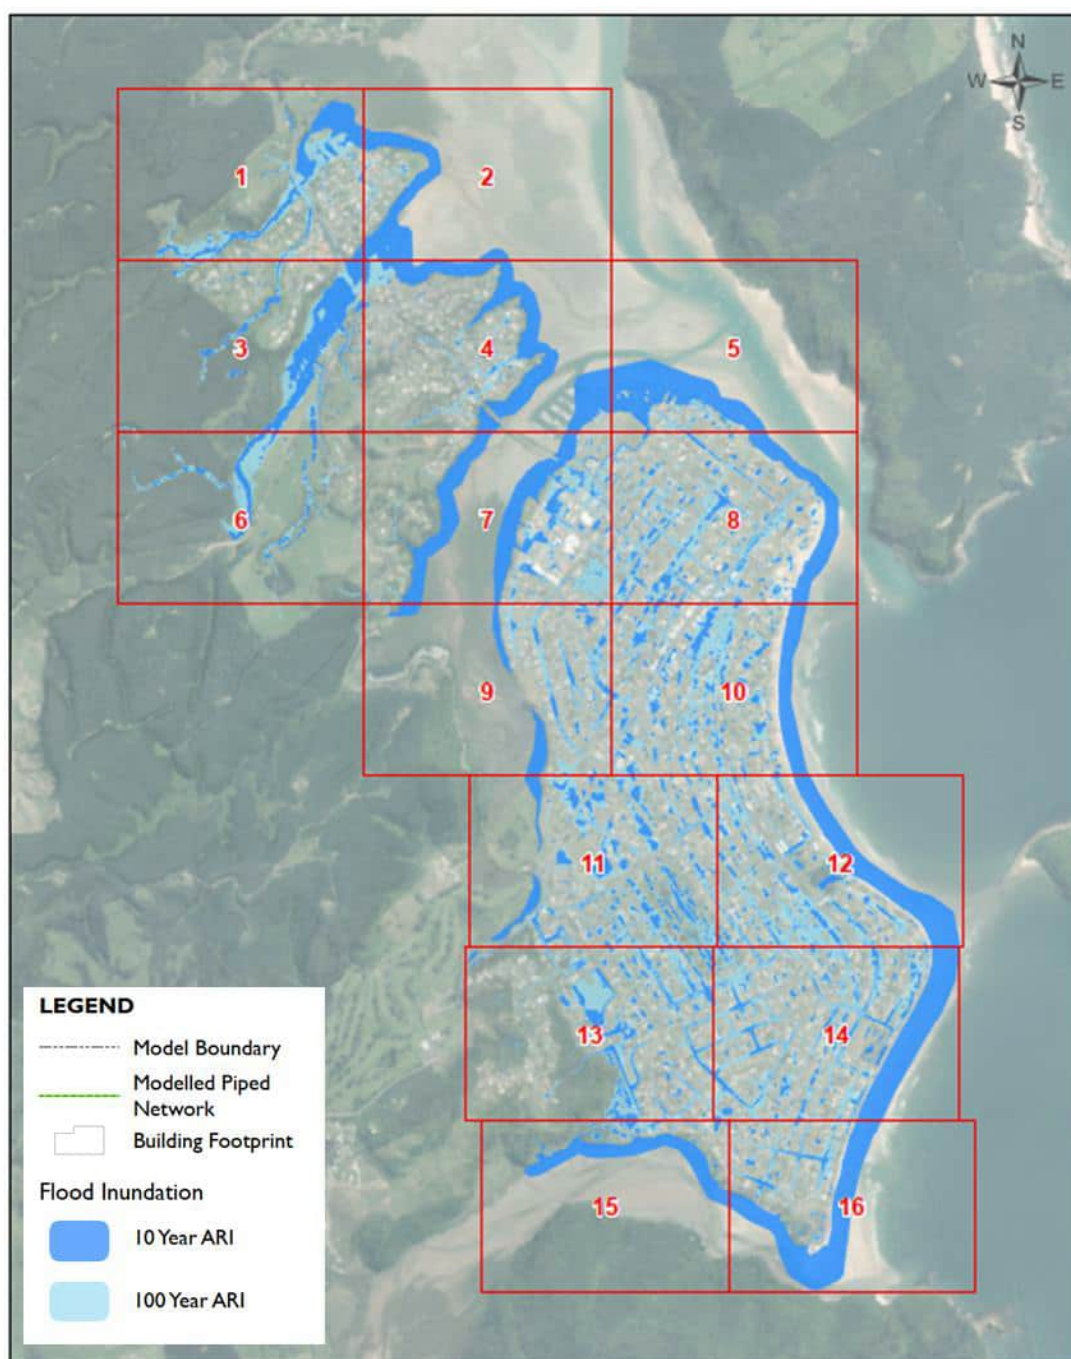 N
W E
S
1
2
3
4
5
6
7
8
9
10
11
12
13
14
15
16
LEGEND
Model Boundary
Modelled Piped
Network
Building Footprint
Flood Inundation
10 Year ARI
100 Year ARI